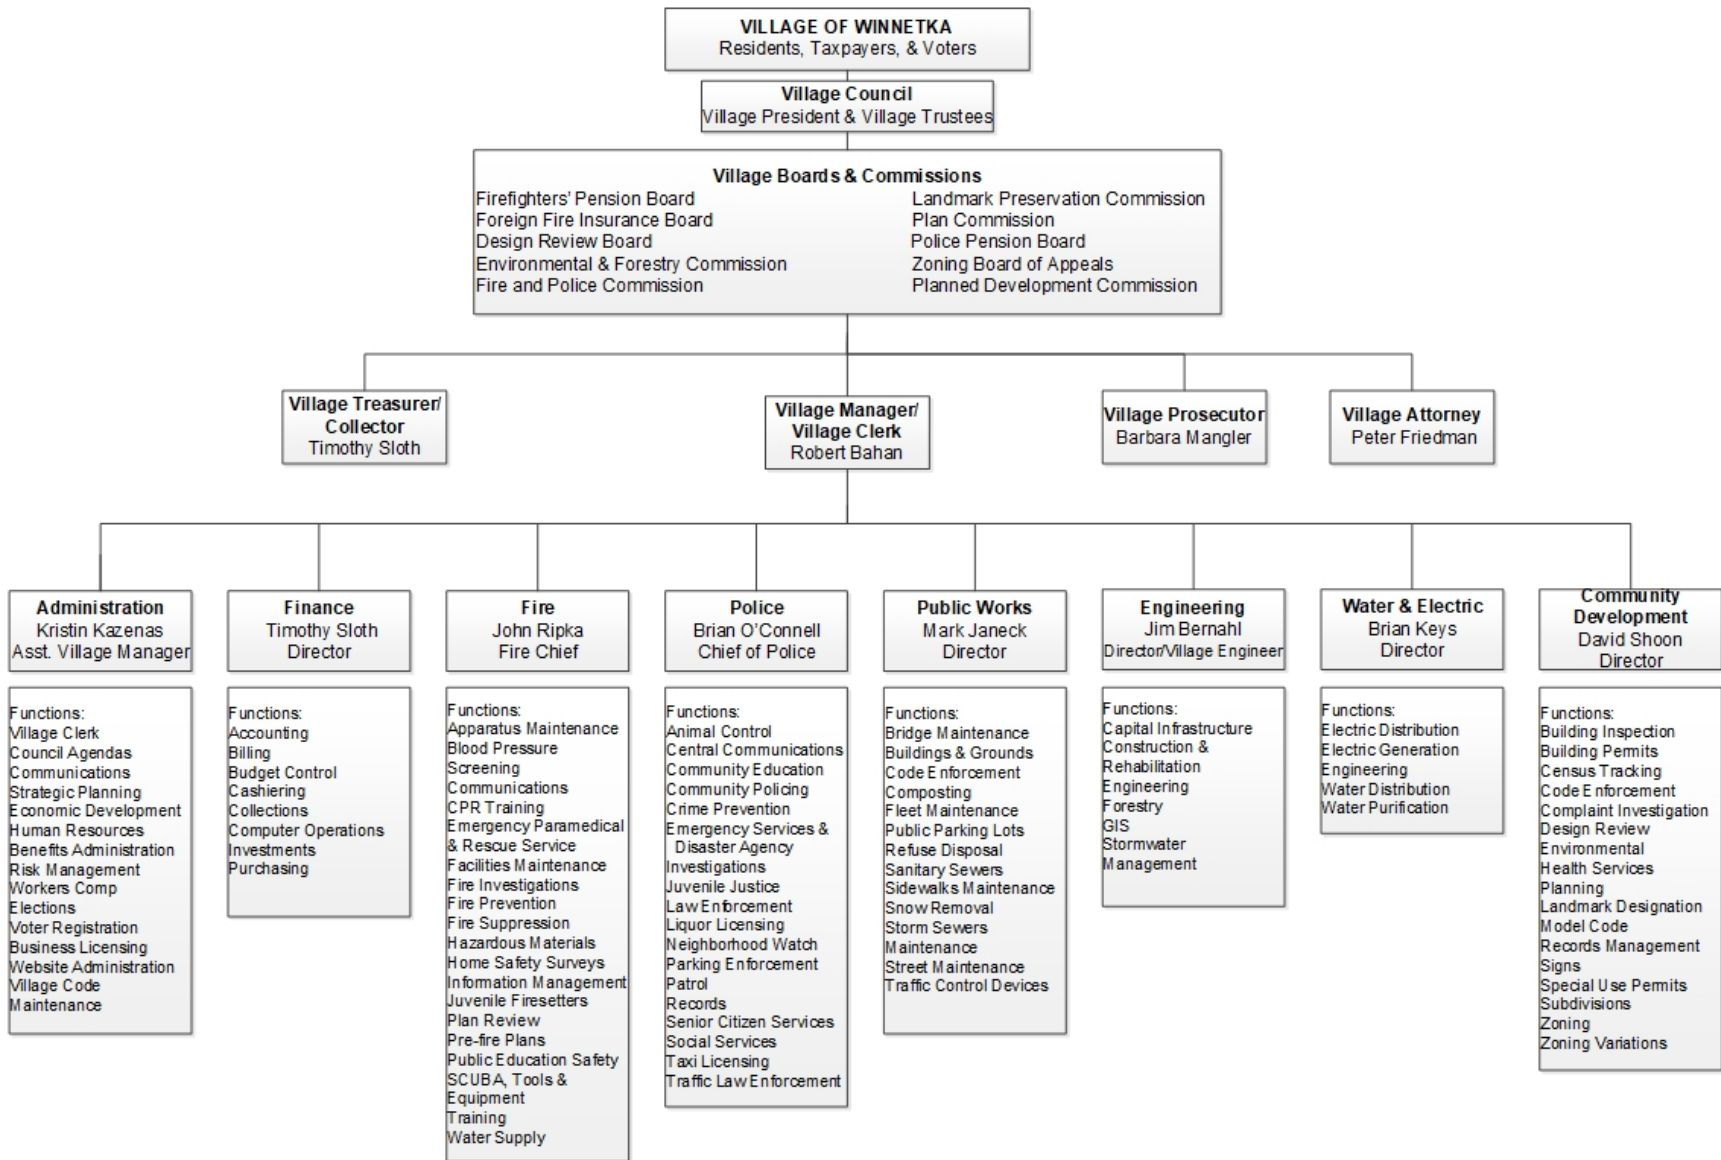 VILLAGE OF WINNETKA
Residents, Taxpayers, & Voters
Village Council
Village President & Village Trustees
Village Boards & Commissions
Firefighters' Pension Board
Foreign Fire Insurance Board
Design Review Board
Environmental & Forestry Commission
Fire and Police Commission
Landmark Preservation Commission
Plan Commission
Police Pension Board
Zoning Board of Appeals
Planned Development Commission
Village Treasurer/
Collector
Timothy Sloth
Village Manager/
Village Clerk
Robert Bahan
Village Prosecutor
Barbara Mangler
Village Attorney
Peter Friedman
Administration
Kristin Kazenas
Asst. Village Manager
Functions:
Village Clerk
Council Agendas
Communications
Strategic Planning
Economic Development
Human Resources
Benefits Administration
Risk Management
Workers Comp
Elections
Voter Registration
Business Licensing
Website Administration
Village Code
Maintenance
Finance
Timothy Sloth
Director
Functions:
Accounting
Billing
Budget Control
Cashiering
Collections
Computer Operations
Investments
Purchasing
Fire
John Ripka
Fire Chief
Functions:
Apparatus Maintenance
Blood Pressure
Screening
Communications
CPR Training
Emergency Paramedical
& Rescue Service
Facilities Maintenance
Fire Investigations
Fire Prevention
Fire Suppression
Hazardous Materials
Home Safety Surveys
Information Management
Juvenile Firesetters
Plan Review
Pre-fire Plans
Public Education Safety
SCUBA, Tools &
Equipment
Training
Water Supply
Police
Brian O'Connell
Chief of Police
Functions:
Animal Control
Central Communications
Community Education
Community Policing
Crime Prevention
Emergency Services &
Disaster Agency
Investigations
Juvenile Justice
Law Enforcement
Liquor Licensing
Neighborhood Watch
Parking Enforcement
Patrol
Records
Senior Citizen Services
Social Services
Taxi Licensing
Traffic Law Enforcement
Public Works
Mark Janeck
Director
Functions:
Bridge Maintenance
Buildings & Grounds
Code Enforcement
Composting
Fleet Maintenance
Public Parking Lots
Refuse Disposal
Sanitary Sewers
Sidewalks Maintenance
Snow Removal
Storm Sewers
Maintenance
Street Maintenance
Traffic Control Devices
Engineering
Jim Bernahl
Director/Village Engineer
Functions:
Capital Infrastructure
Construction &
Rehabilitation
Engineering
Forestry
GIS
Stormwater
Management
Water & Electric
Brian Keys
Director
Functions:
Electric Distribution
Electric Generation
Engineering
Water Distribution
Water Purification
Community
Development
David Shoon
Director
Functions:
Building Inspection
Building Permits
Census Tracking
Code Enforcement
Complaint Investigation
Design Review
Environmental
Health Services
Planning
Landmark Designation
Model Code
Records Management
Signs
Special Use Permits
Subdivisions
Zoning
Zoning Variations